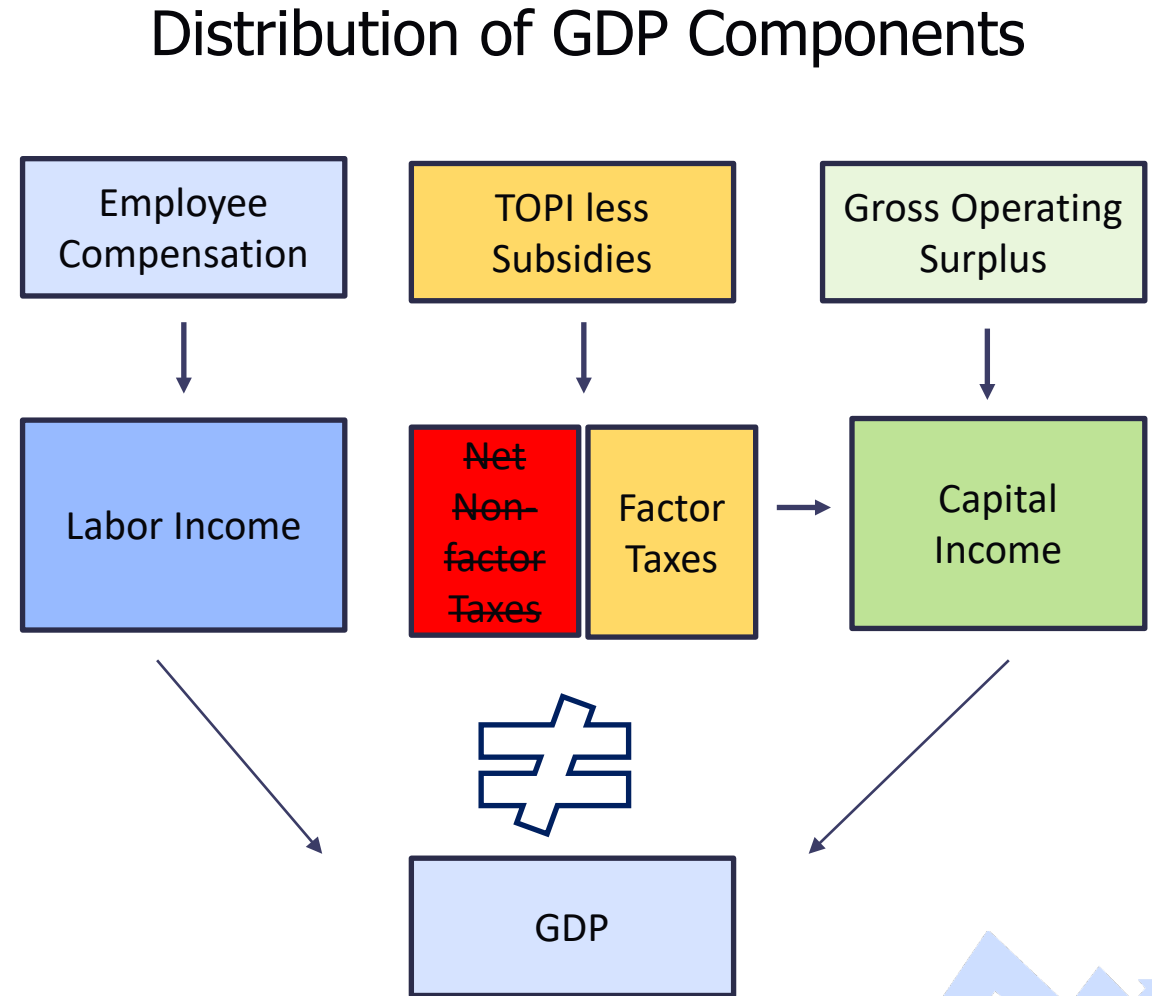 Distribution of GDP Components
Employee
Compensation
TOPI less
Subsidies
Gross Operating
Surplus
Labor Income
Net
Non-
factor
Taxes
Factor
Taxes
Capital
Income
≠
GDP